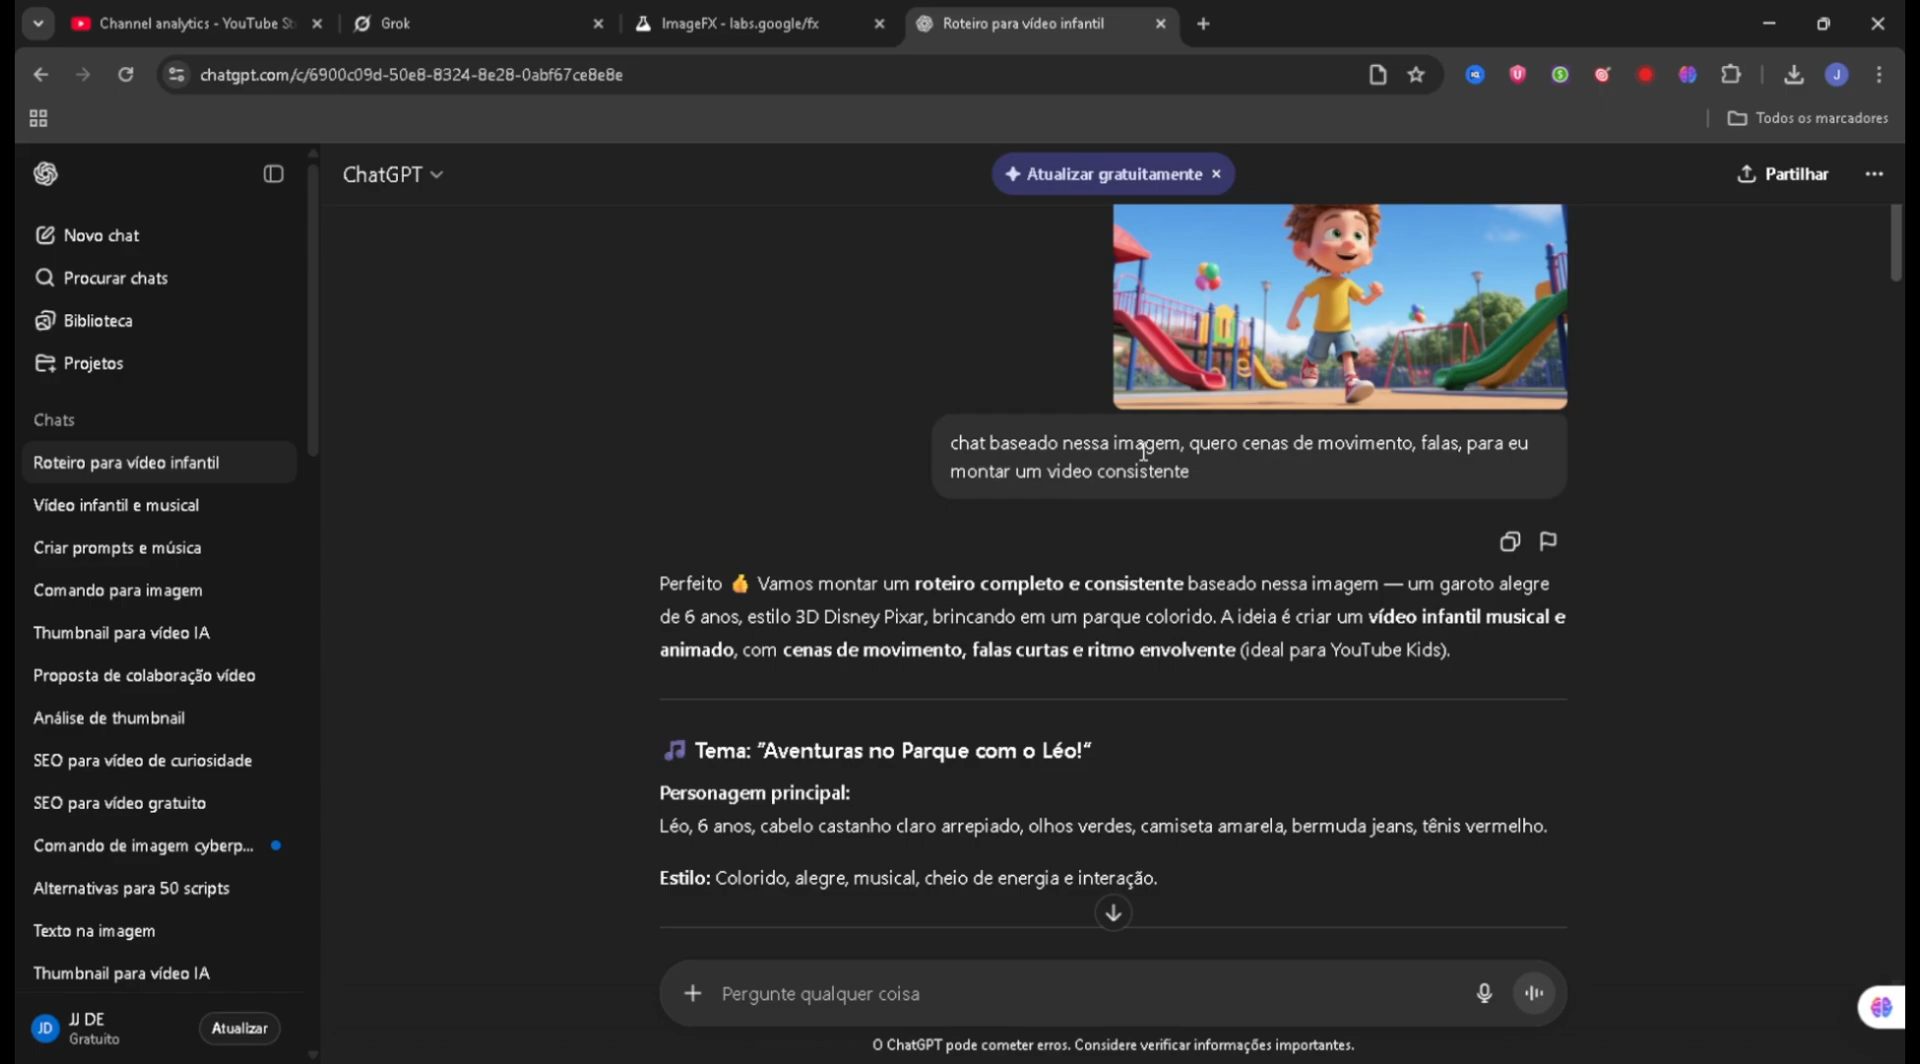 Channel analytics - YouTube St
Grok
ImageFX - labs.google/fx
Roteiro para vídeo infantil
chatgpt.com/c/6900c09d-50e8-8324-8e28-0abf67ce8e8e
J
Todos os marcadores
ChatGPT
Atualizar gratuitamente
Partilhar
Novo chat
Procurar chats
Biblioteca
Projetos
Chats
Roteiro para vídeo infantil
Vídeo infantil e musical
Criar prompts e música
Comando para imagem
Thumbnail para vídeo IA
Proposta de colaboração vídeo
Análise de thumbnail
SEO para vídeo de curiosidade
SEO para vídeo gratuito
Comando de imagem cyberp...
Alternativas para 50 scripts
Texto na imagem
Thumbnail para vídeo IA
JD
JJ DE
Gratuito
Atualizar
chat baseado nessa imagem, quero cenas de movimento, falas, para eu
montar um video consistente
Perfeito 👍 Vamos montar um roteiro completo e consistente baseado nessa imagem — um garoto alegre
de 6 anos, estilo 3D Disney Pixar, brincando em um parque colorido. A ideia é criar um vídeo infantil musical e
animado, com cenas de movimento, falas curtas e ritmo envolvente (ideal para YouTube Kids).
🎵 Tema: “Aventuras no Parque com o Léo!”
Personagem principal:
Léo, 6 anos, cabelo castanho claro arrepiado, olhos verdes, camiseta amarela, bermuda jeans, tênis vermelho.
Estilo: Colorido, alegre, musical, cheio de energia e interação.
Pergunte qualquer coisa
O ChatGPT pode cometer erros. Considere verificar informações importantes.